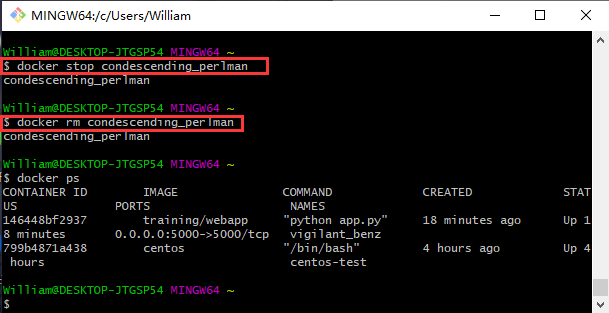 MINGW64:/c/Users/William
William@DESKTOP-JTGSP54 MINGW64 ~
$ docker stop condescending_perlman
condescending_perlman
William@DESKTOP-JTGSP54 MINGW64 ~
$ docker rm condescending_perlman
condescending_perlman
William@DESKTOP-JTGSP54 MINGW64 ~
$ docker ps
CONTAINER ID IMAGE COMMAND CREATED STAT
US PORTS NAMES
146448bf2937 training/webapp "python app.py" 18 minutes ago Up 1
8 minutes 0.0.0.0:5000->5000/tcp vigilant_benz
799b4871a438 centos "/bin/bash" 4 hours ago Up 4
hours centos-test
William@DESKTOP-JTGSP54 MINGW64 ~
$